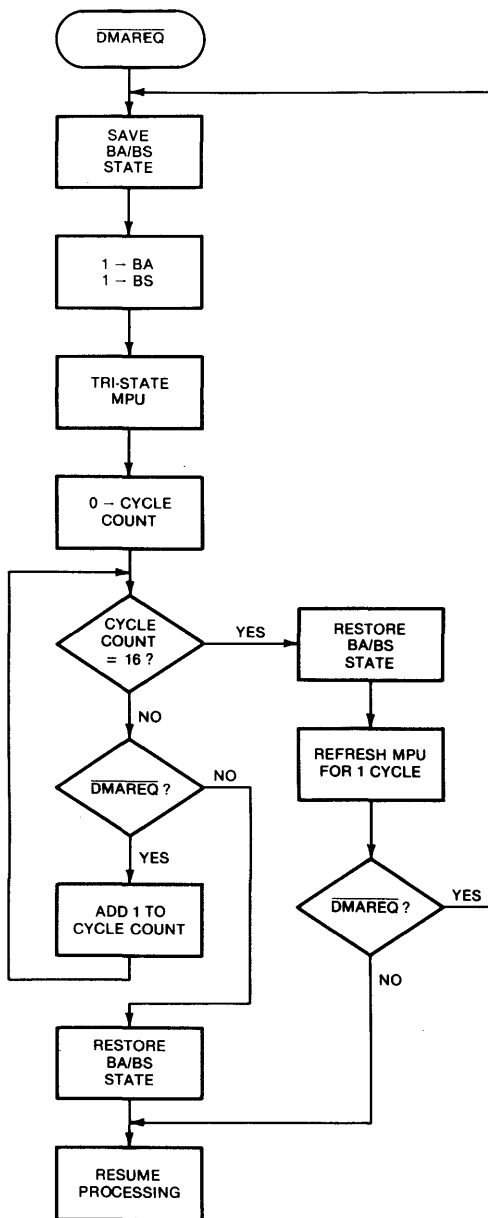 DMAREQ
SAVE
BA/BS
STATE
1 → BA
1 → BS
TRI-STATE
MPU
0 → CYCLE
COUNT
CYCLE
COUNT
= 16 ?
YES
NO
RESTORE
BA/BS
STATE
REFRESH MPU
FOR 1 CYCLE
DMAREQ ?
NO
YES
ADD 1 TO
CYCLE COUNT
DMAREQ ?
YES
NO
RESTORE
BA/BS
STATE
RESUME
PROCESSING